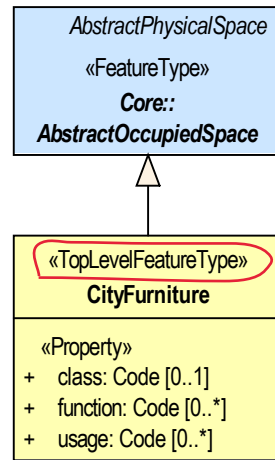 AbstractPhysicalSpace
«FeatureType»
Core::
AbstractOccupiedSpace
«TopLevelFeatureType»
CityFurniture
«Property»
+ class: Code [0..1]
+ function: Code [0..*]
+ usage: Code [0..*]